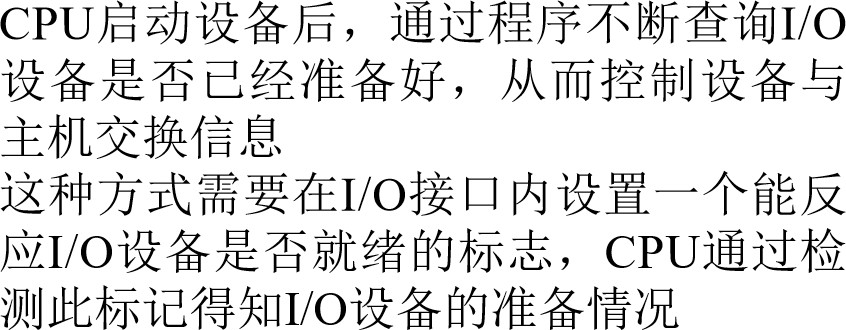 CPU启动设备后，通过程序不断查询I/O
设备是否已经准备好，从而控制设备与
主机交换信息
这种方式需要在I/O接口内设置一个能反
应I/O设备是否就绪的标志，CPU通过检
测此标记得知I/O设备的准备情况